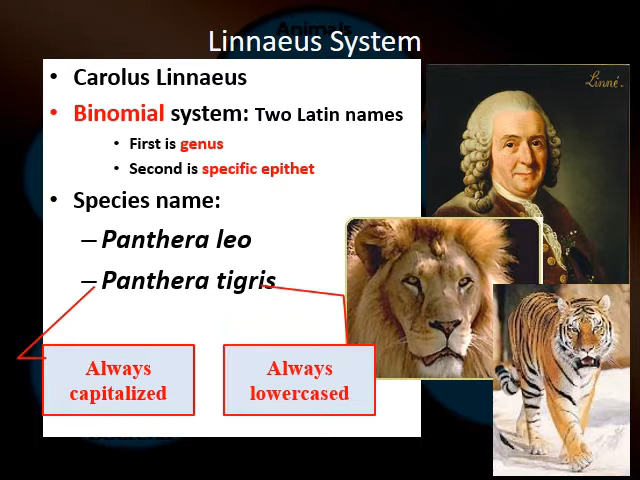 Animals
Linnaeus System
• Carolus Linnaeus
• Binomial system: Two Latin names
• First is genus
• Second is specific epithet
• Species name:
– Panthera leo
– Panthera tigris
Always
capitalized
Always
lowercased
Linné.